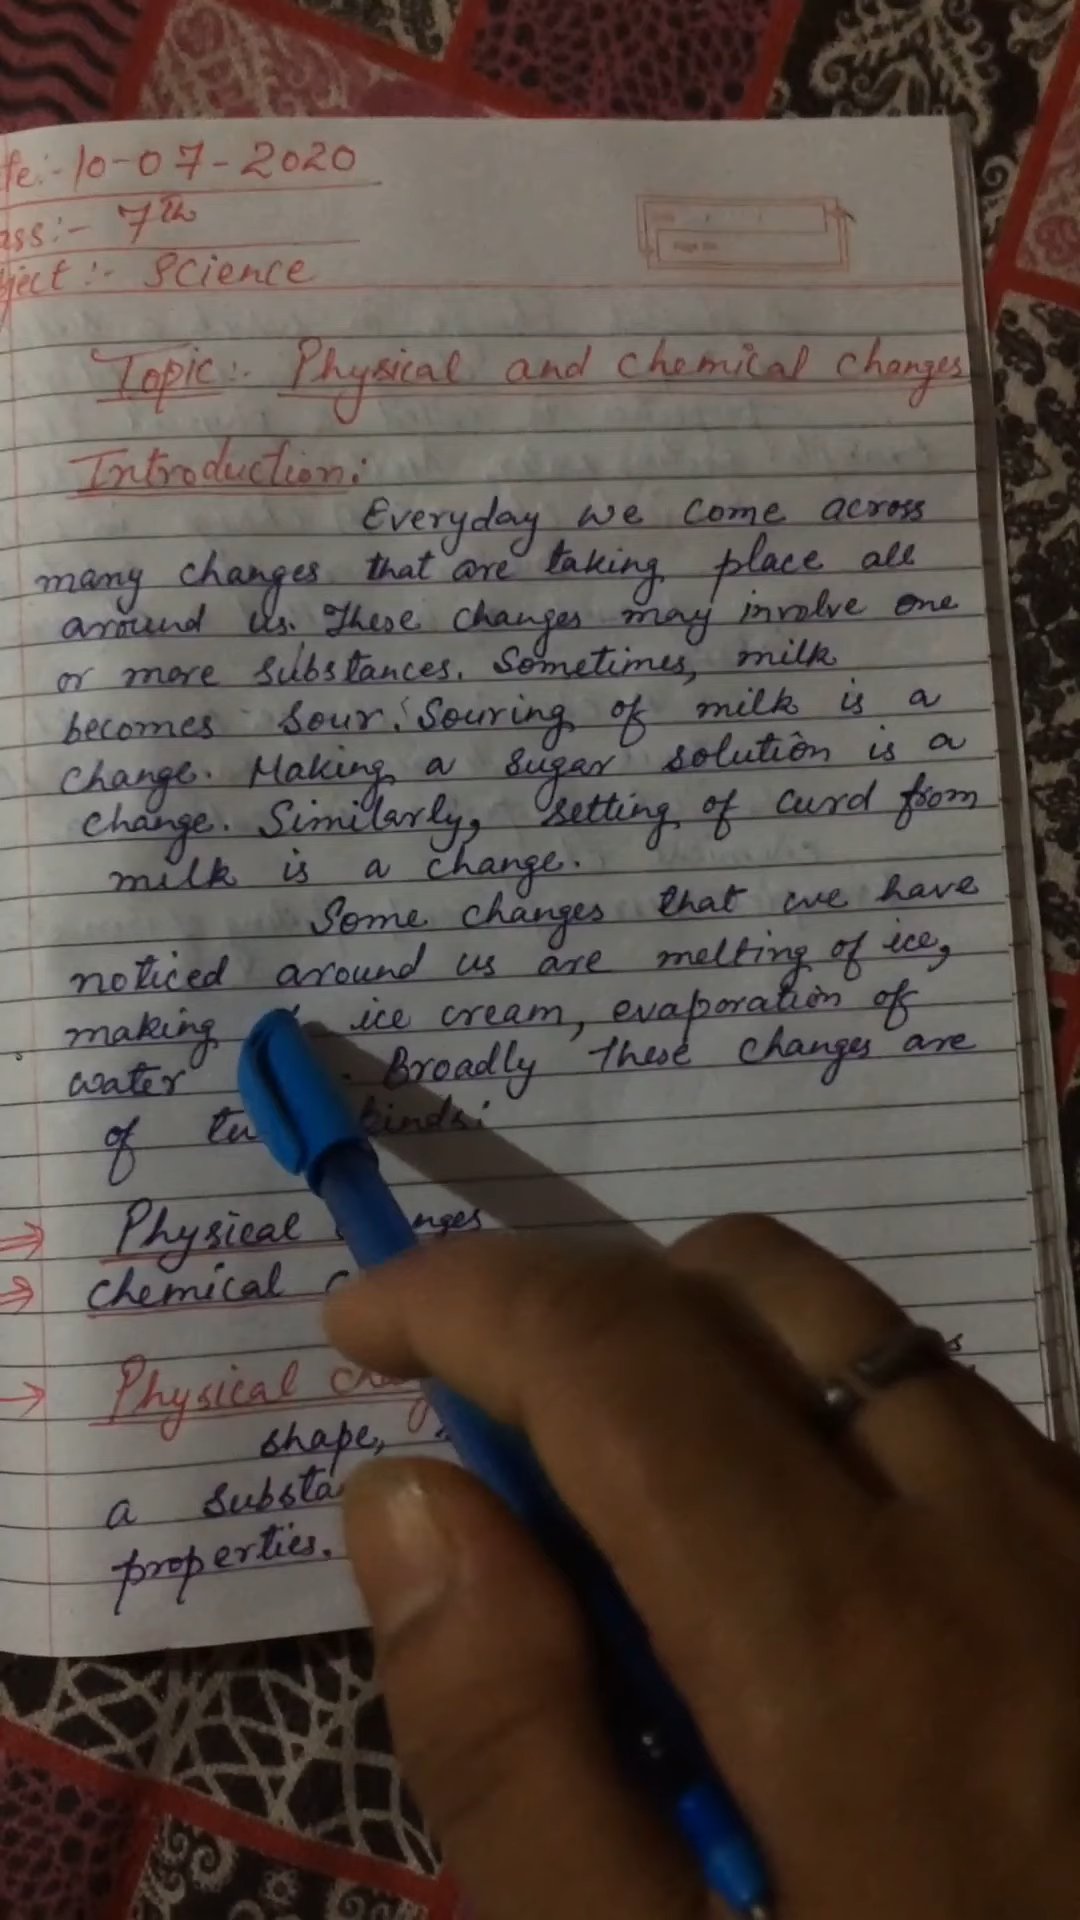 te:- 10-07-2020
ass:- 7th
ject:- Science
Topic:- Physical and chemical changes
Introduction:
Everyday we come across
many changes that are taking place all
around us. These changes may involve one
or more substances. Sometimes, milk
becomes sour. Souring of milk is a
change. Making a sugar solution is a
change. Similarly, setting of curd from
milk is a change.
Some changes that we have
noticed around us are melting of ice,
making ice cream, evaporation of
water . Broadly these changes are
of kinds:
⇒ Physical nges
⇒ chemical c
→ Physical cha
shape,
a substa
properties.